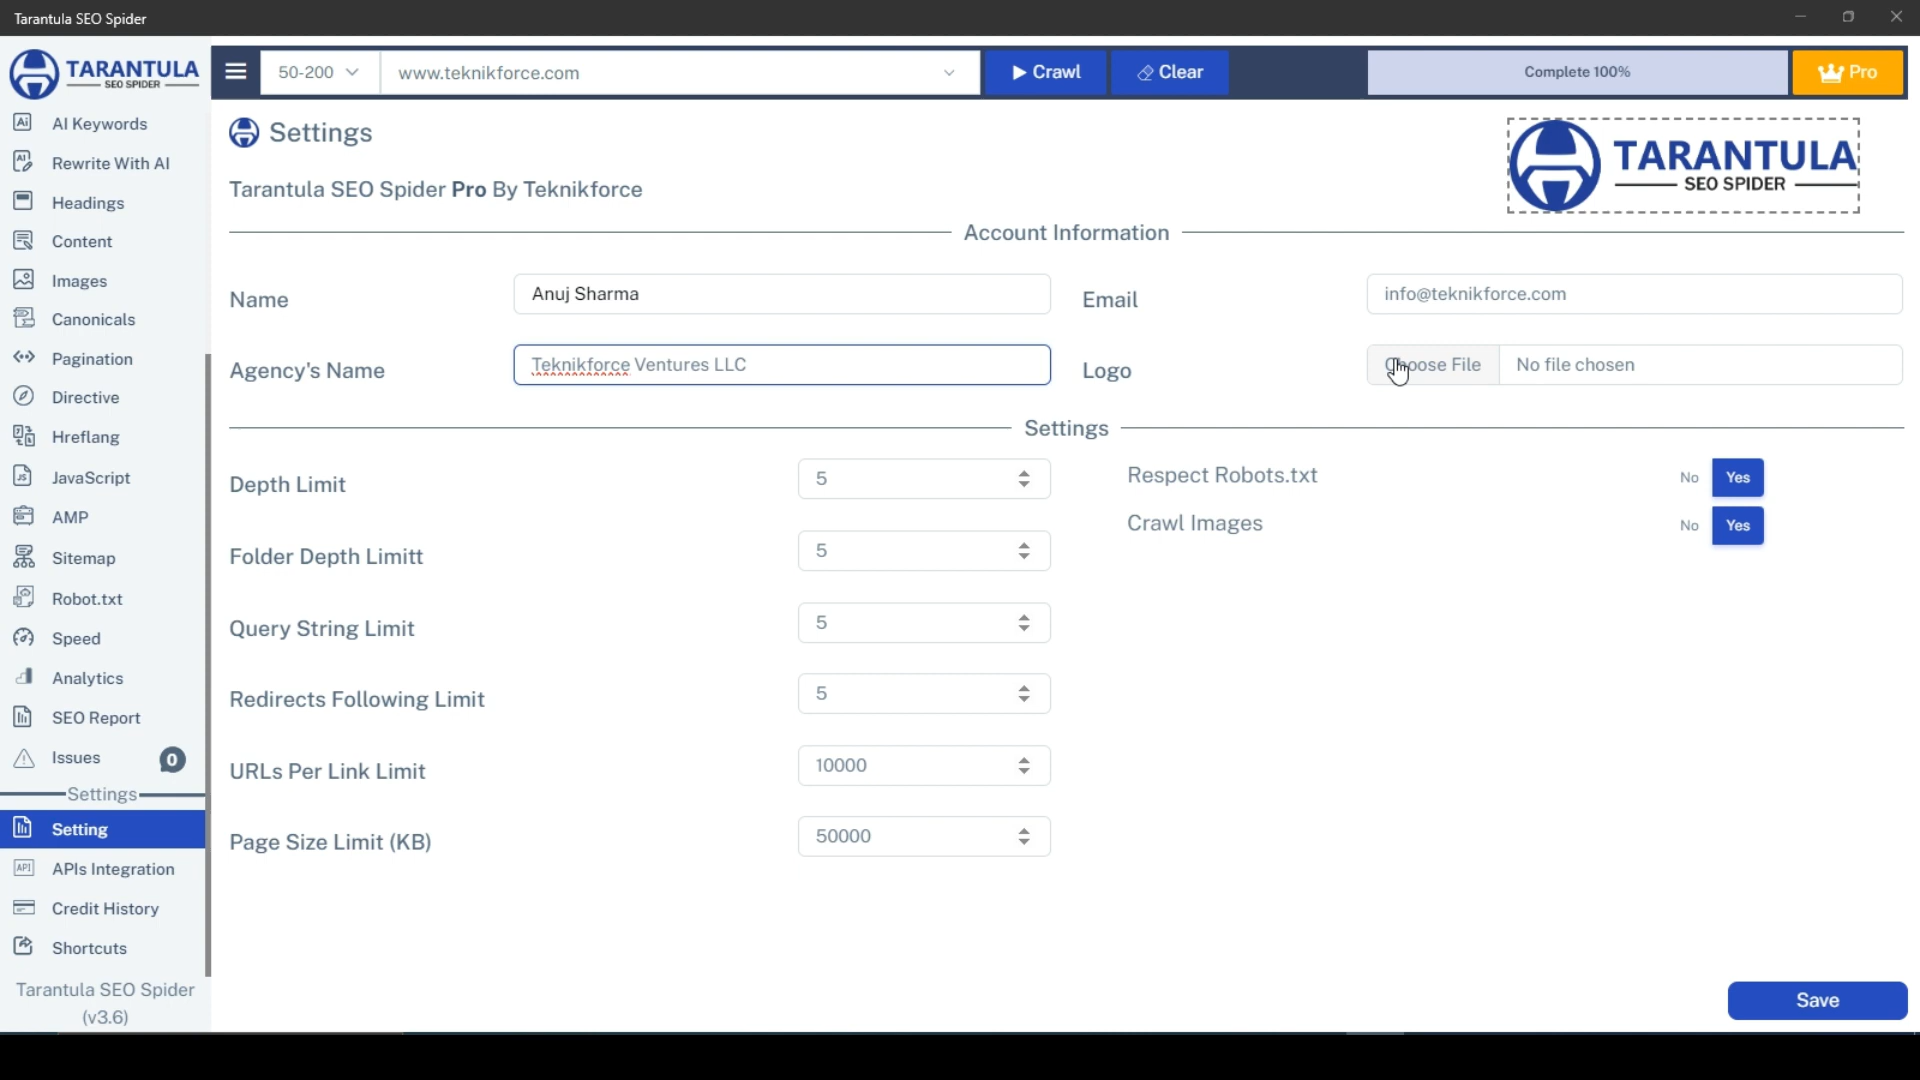 Tarantula SEO Spider
TARANTULA
SEO SPIDER
50-200
www.teknikforce.com
Crawl
Clear
Complete 100%
Pro
AI Keywords
Rewrite With AI
Headings
Content
Images
Canonicals
Pagination
Directive
Hreflang
JavaScript
AMP
Sitemap
Robot.txt
Speed
Analytics
SEO Report
Issues 0
Settings
Setting
APIs Integration
Credit History
Shortcuts
Tarantula SEO Spider
(v3.6)
Settings
TARANTULA
SEO SPIDER
Tarantula SEO Spider Pro By Teknikforce
Account Information
Name Anuj Sharma Email info@teknikforce.com
Agency's Name Teknikforce Ventures LLC Logo Choose File No file chosen
Settings
Depth Limit 5 Respect Robots.txt No Yes
Crawl Images No Yes
Folder Depth Limitt 5
Query String Limit 5
Redirects Following Limit 5
URLs Per Link Limit 10000
Page Size Limit (KB) 50000
Save